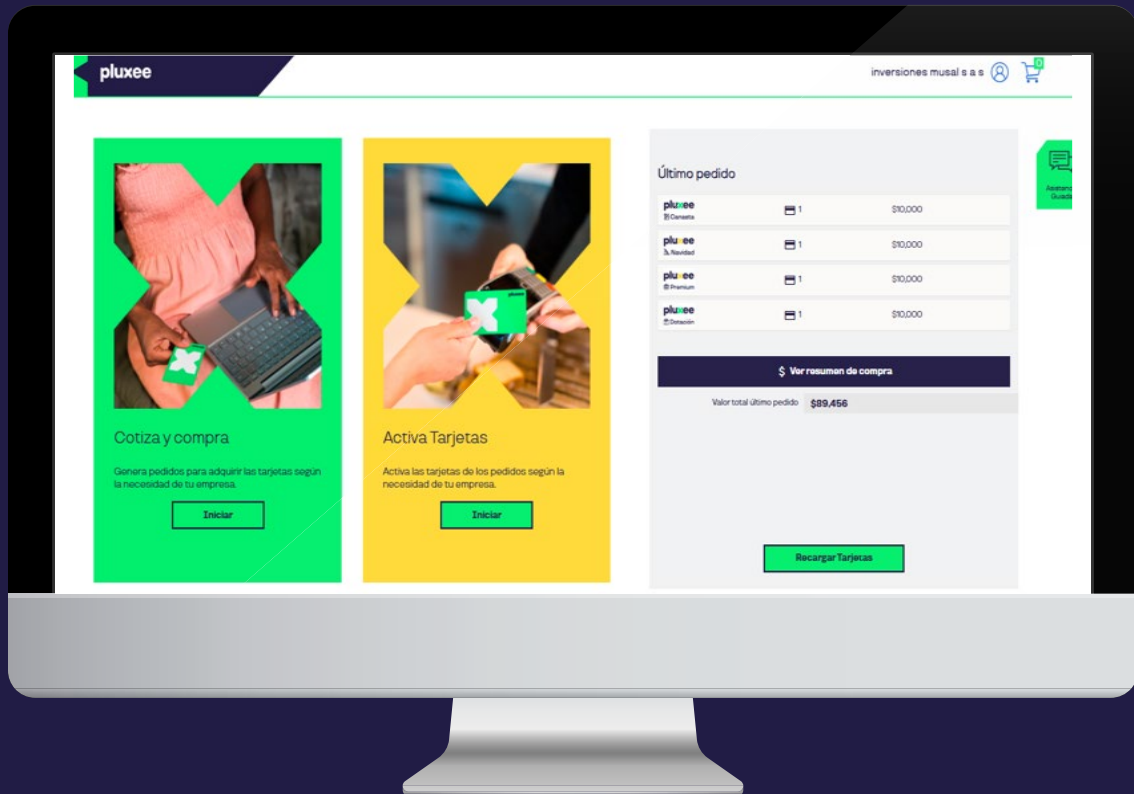 pluxee
inversiones musal s a s
0
Cotiza y compra
Genera pedidos para adquirir las tarjetas según
la necesidad de tu empresa.
Iniciar
pluxee
Activa Tarjetas
Activa las tarjetas de los pedidos según la
necesidad de tu empresa.
Iniciar
Último pedido
pluxee
Canasta
1
$10,000
pluxee
Navidad
1
$10,000
pluxee
Premium
1
$10,000
pluxee
Dotación
1
$10,000
$ Ver resumen de compra
Valor total último pedido $89,456
Recargar Tarjetas